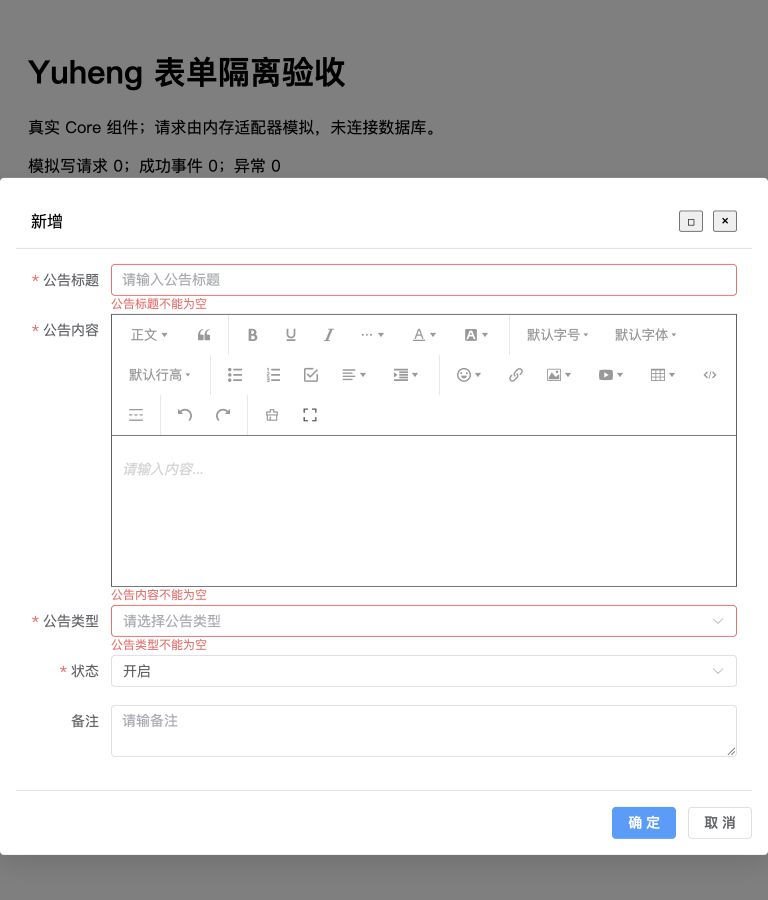 Yuheng 表单隔离验收
真实 Core 组件；请求由内存适配器模拟，未连接数据库。
模拟写请求 0；成功事件 0；异常 0
新增
* 公告标题 请输入公告标题
公告标题不能为空
* 公告内容 正文 B U I ··· A A 默认字号 默认字体
默认行高
请输入内容...
公告内容不能为空
* 公告类型 请选择公告类型
公告类型不能为空
* 状态 开启
备注 请输备注
确 定 取 消